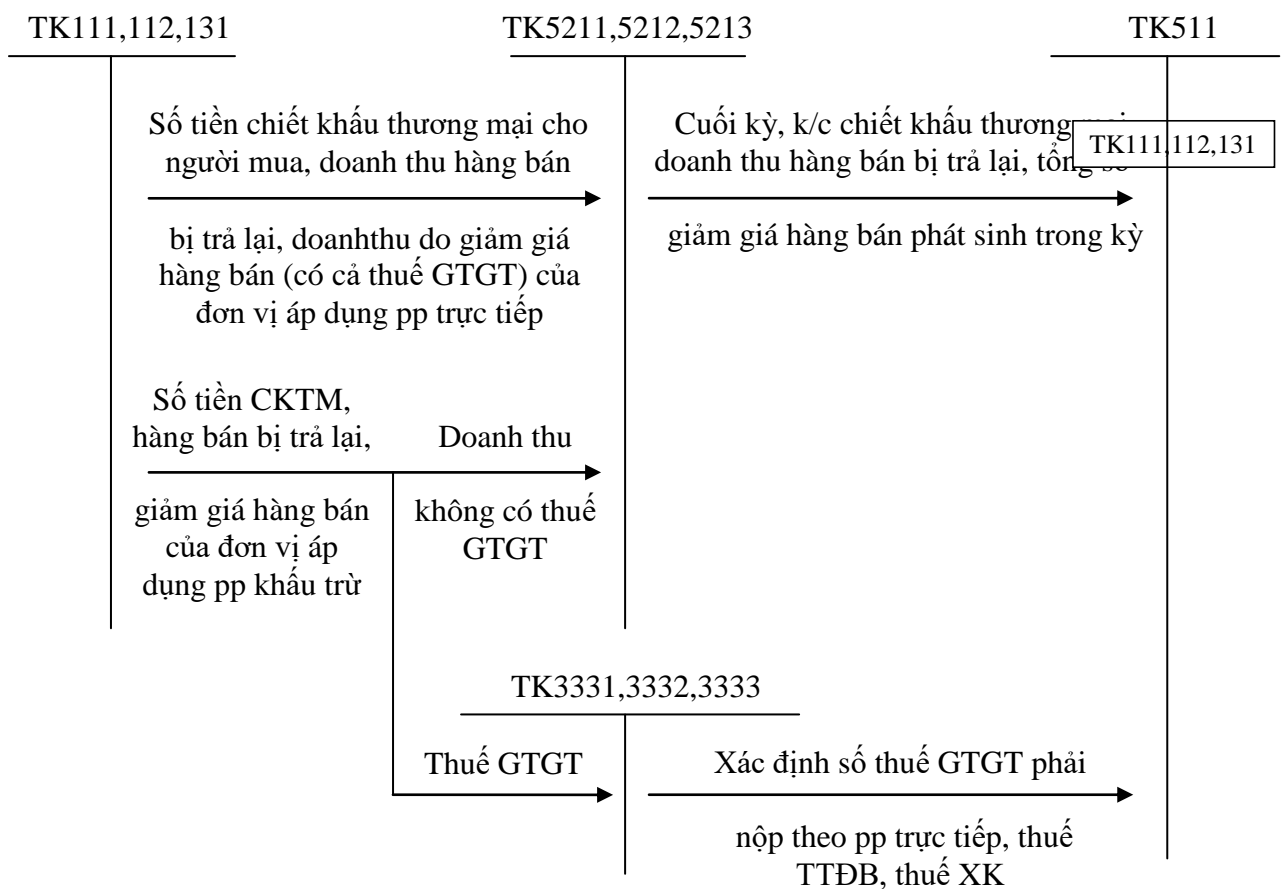 TK111,112,131
TK5211,5212,5213
TK511
Số tiền chiết khấu thương mại cho
người mua, doanh thu hàng bán
bị trả lại, doanhthu do giảm giá
hàng bán (có cả thuế GTGT) của
đơn vị áp dụng pp trực tiếp
Cuối kỳ, k/c chiết khấu thương mại
doanh thu hàng bán bị trả lại, tổng số
TK111,112,131
giảm giá hàng bán phát sinh trong kỳ
Số tiền CKTM,
hàng bán bị trả lại,
giảm giá hàng bán
của đơn vị áp
dụng pp khấu trừ
Doanh thu
không có thuế
GTGT
TK3331,3332,3333
Thuế GTGT
Xác định số thuế GTGT phải
nộp theo pp trực tiếp, thuế
TTĐB, thuế XK